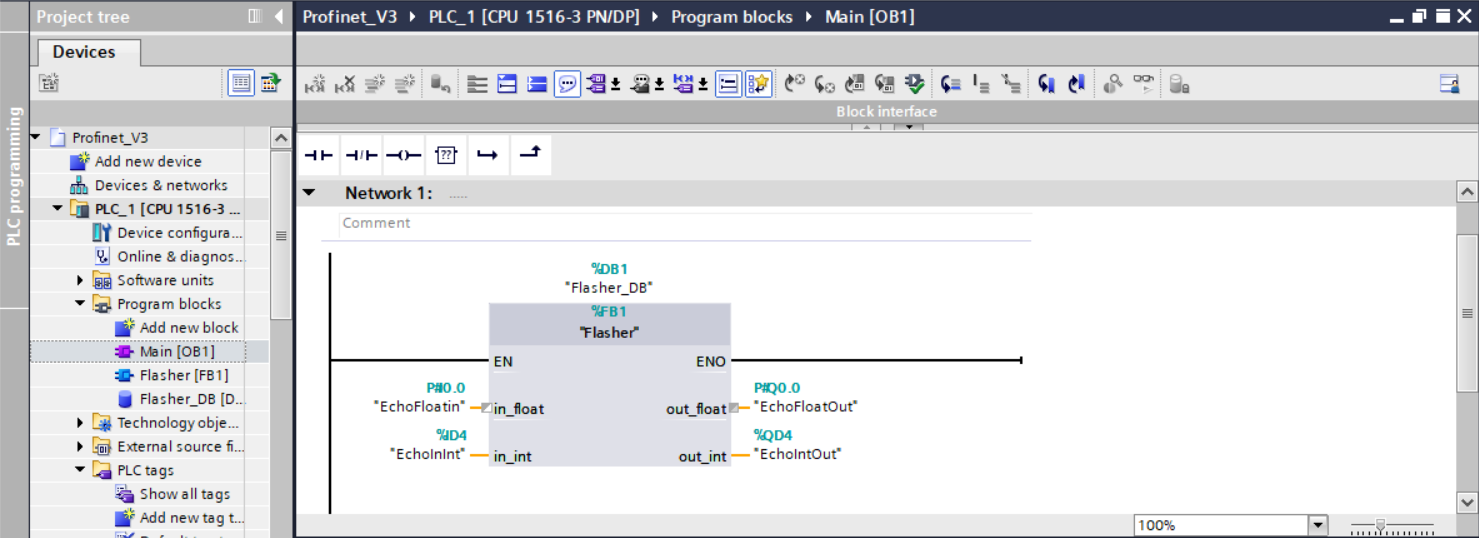 Project tree
Profinet_V3 ▸ PLC_1 [CPU 1516-3 PN/DP] ▸ Program blocks ▸ Main [OB1]
Devices
PLC programming
Block interface
Profinet_V3
Add new device
Devices & networks
PLC_1 [CPU 1516-3 ...
Device configura...
Online & diagnos...
Software units
Program blocks
Add new block
Main [OB1]
Flasher [FB1]
Flasher_DB [D...
Technology obje...
External source fi...
PLC tags
Show all tags
Add new tag t...
??
Network 1: .....
Comment
%DB1
"Flasher_DB"
%FB1
"Flasher"
EN ENO
P#I0.0 P#Q0.0
"EchoFloatin" in_float out_float "EchoFloatOut"
%ID4 %QD4
"EchoInInt" in_int out_int "EchoIntOut"
100%